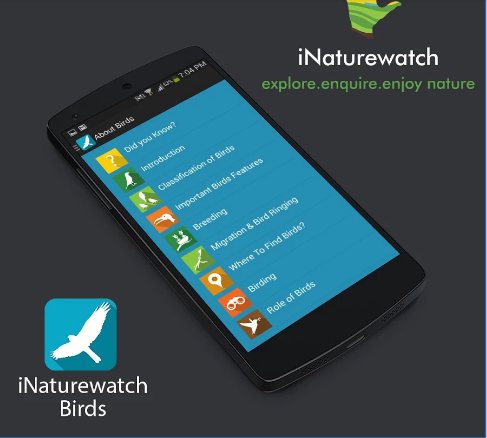 iNaturewatch
explore.enquire.enjoy nature
7:04 PM
About Birds
Did you Know?
Introduction
Classification of Birds
Important Birds Features
Breeding
Migration & Bird Ringing
Where To Find Birds?
Birding
Role of Birds
iNaturewatch
Birds